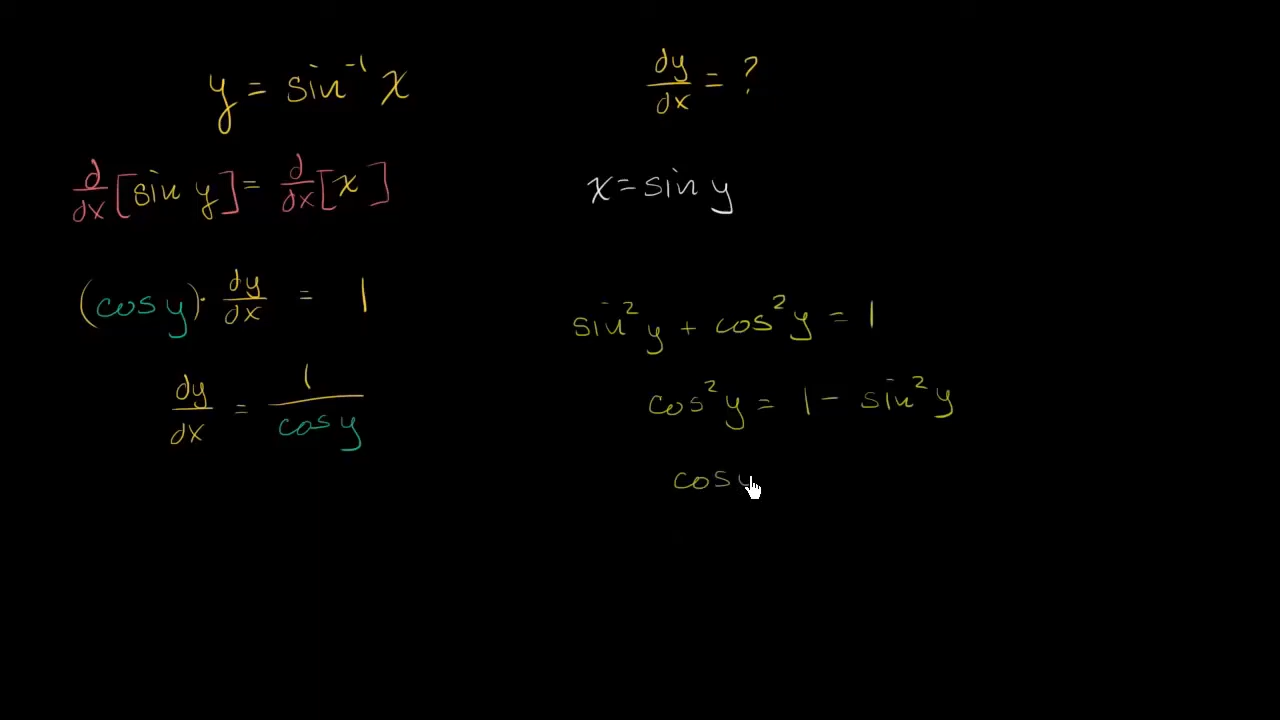 y = sin⁻¹ x
dy/dx = ?
d/dx [sin y] = d/dx [x]
x = sin y
(cos y) · dy/dx = 1
sin² y + cos² y = 1
dy/dx = 1/cos y
cos² y = 1 - sin² y
cos y